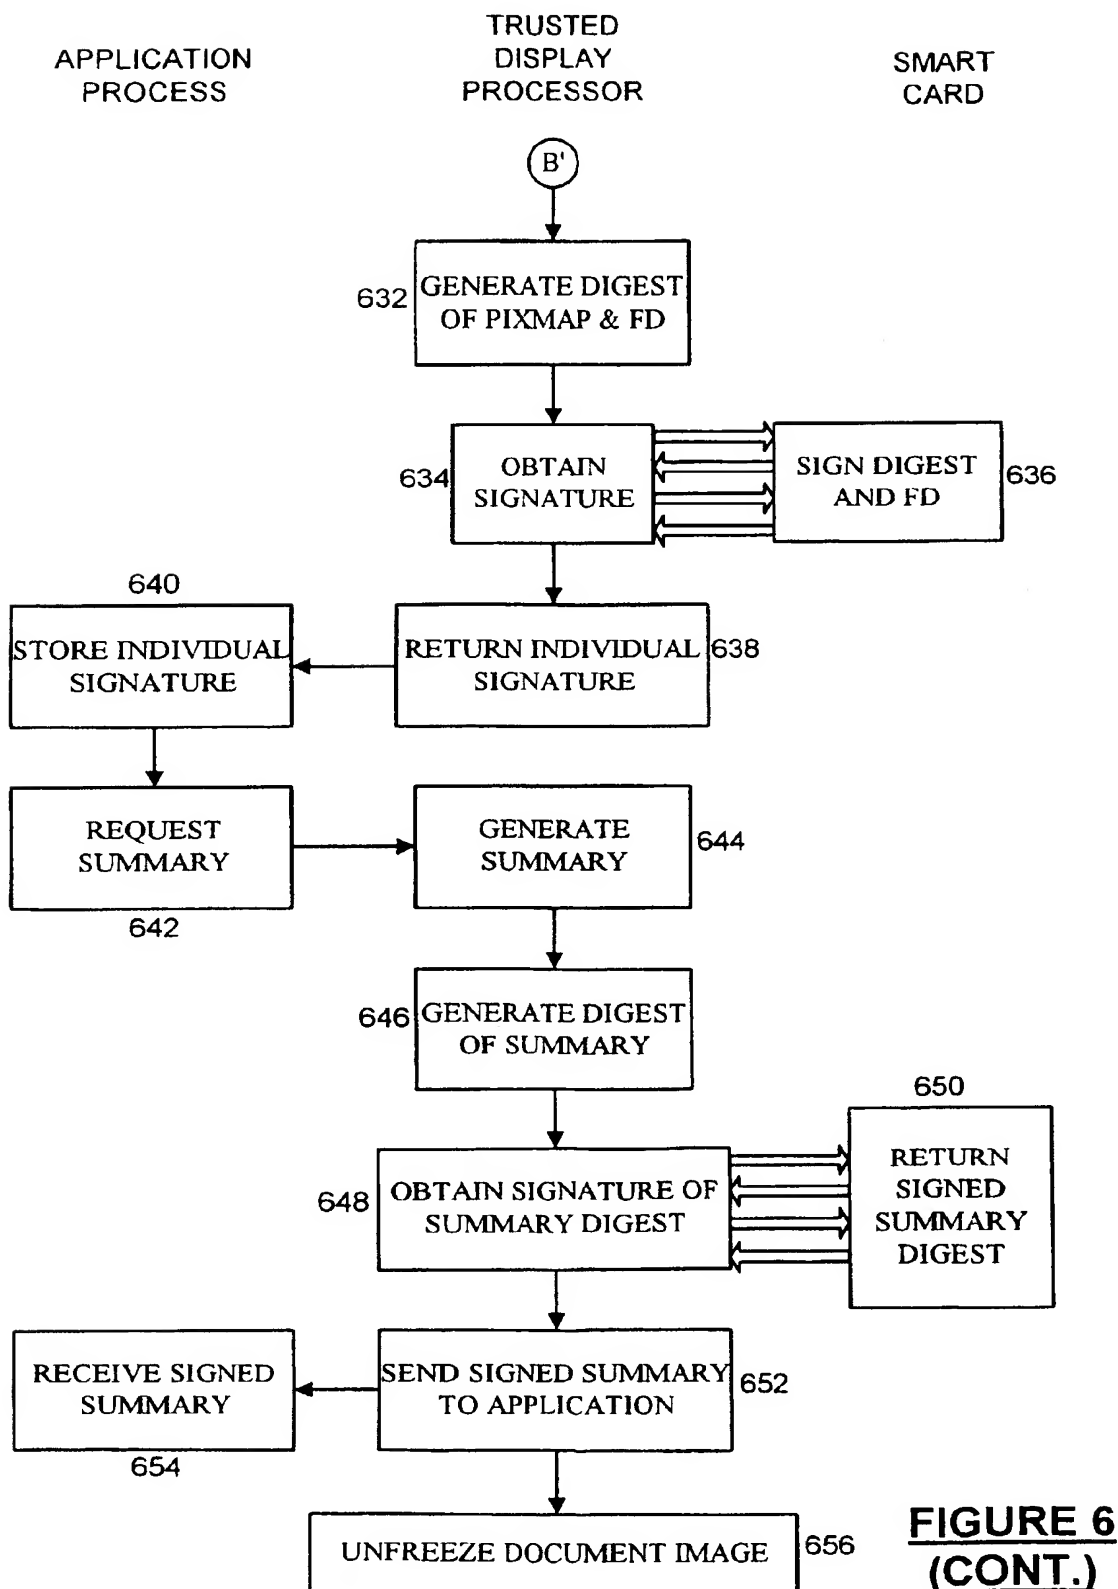 APPLICATION
PROCESS
TRUSTED
DISPLAY
PROCESSOR
SMART
CARD
B'
632
GENERATE DIGEST
OF PIXMAP & FD
634
OBTAIN
SIGNATURE
SIGN DIGEST
AND FD
636
640
STORE INDIVIDUAL
SIGNATURE
RETURN INDIVIDUAL
SIGNATURE
638
REQUEST
SUMMARY
642
GENERATE
SUMMARY
644
646
GENERATE DIGEST
OF SUMMARY
648
OBTAIN SIGNATURE OF
SUMMARY DIGEST
650
RETURN
SIGNED
SUMMARY
DIGEST
RECEIVE SIGNED
SUMMARY
654
SEND SIGNED SUMMARY
TO APPLICATION
652
UNFREEZE DOCUMENT IMAGE
656
FIGURE 6
(CONT.)